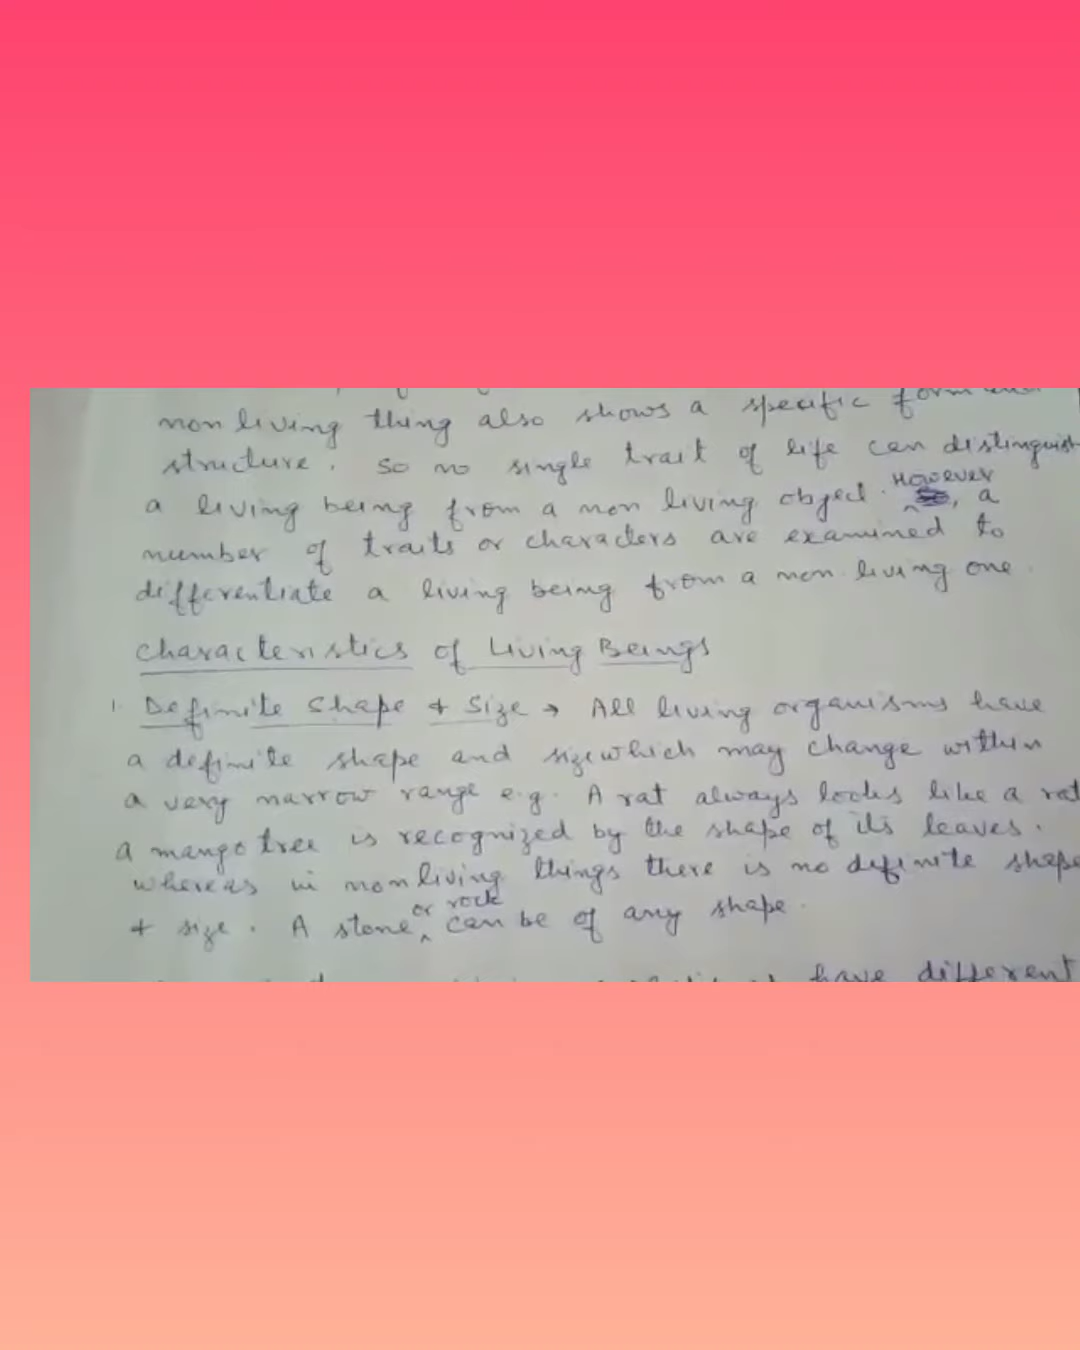 form
non living thing also shows a specific
structure. So no single trait of life can distinguish
a living being from a non living object. However, a
number of traits or characters are examined to
differentiate a living being from a non living one.
Characteristics of Living Beings
1. Definite Shape & Size → All living organisms have
a definite shape and size which may change within
a very narrow range e.g. A rat always looks like a rat
a mango tree is recognized by the shape of its leaves.
whereas in non living things there is no definite shape
& size. A stone or rock can be of any shape.
have different